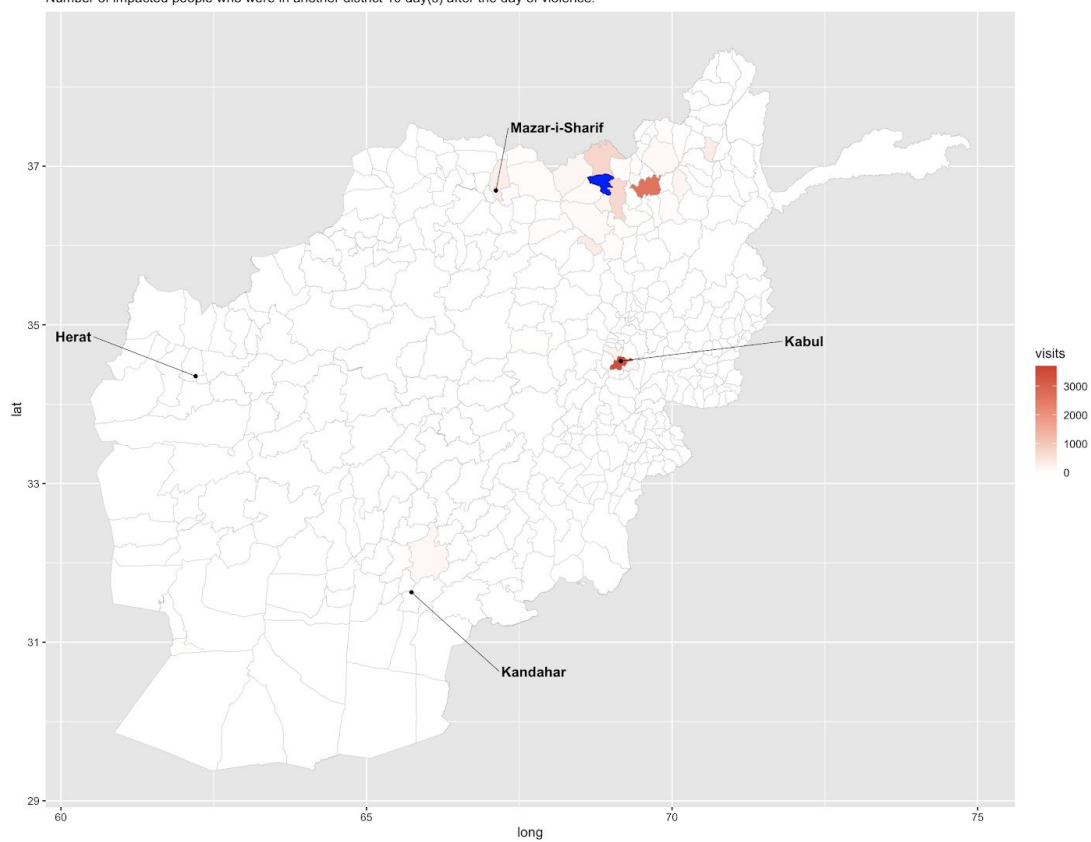 Number of impacted people who were in another district 10 day(s) after the day of violence.
Mazar-i-Sharif
37
35
Herat
Kabul
visits
3000
2000
1000
0
lat
33
31
Kandahar
29
60
65
70
75
long